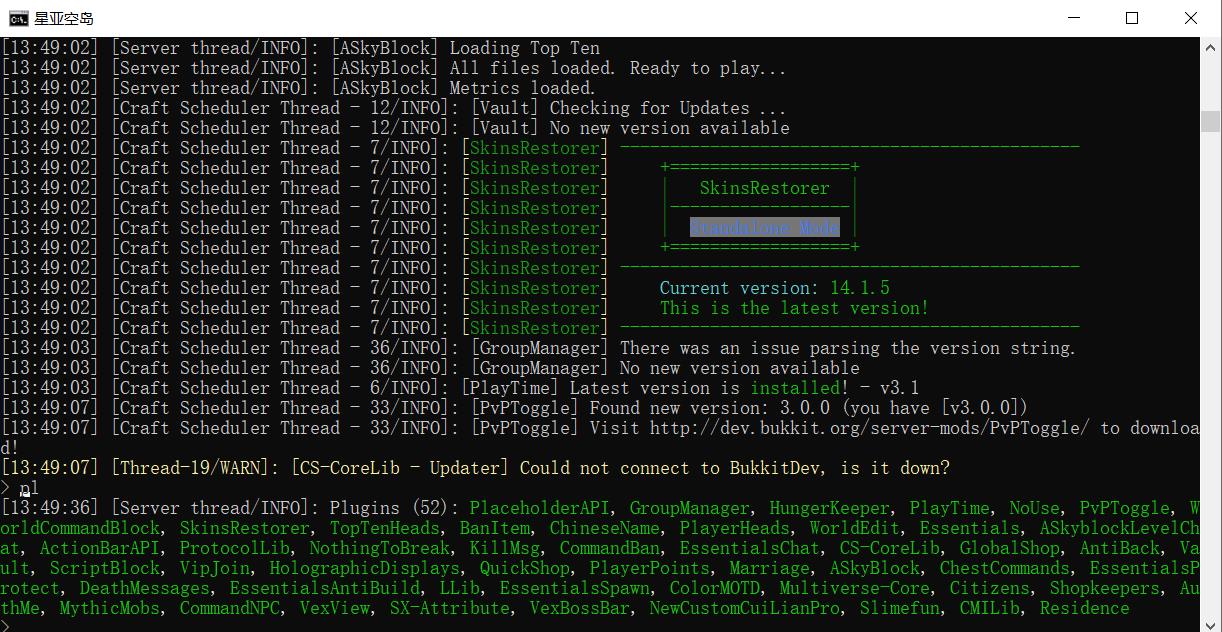 星亚空岛
[13:49:02] [Server thread/INFO]: [ASkyBlock] Loading Top Ten
[13:49:02] [Server thread/INFO]: [ASkyBlock] All files loaded. Ready to play...
[13:49:02] [Server thread/INFO]: [ASkyBlock] Metrics loaded.
[13:49:02] [Craft Scheduler Thread - 12/INFO]: [Vault] Checking for Updates ...
[13:49:02] [Craft Scheduler Thread - 12/INFO]: [Vault] No new version available
[13:49:02] [Craft Scheduler Thread - 7/INFO]: [SkinsRestorer] ----------------------------------------------
[13:49:02] [Craft Scheduler Thread - 7/INFO]: [SkinsRestorer]     +==================+
[13:49:02] [Craft Scheduler Thread - 7/INFO]: [SkinsRestorer]     |   SkinsRestorer  |
[13:49:02] [Craft Scheduler Thread - 7/INFO]: [SkinsRestorer]     |------------------|
[13:49:02] [Craft Scheduler Thread - 7/INFO]: [SkinsRestorer]     |  Standalone Mode |
[13:49:02] [Craft Scheduler Thread - 7/INFO]: [SkinsRestorer]     +==================+
[13:49:02] [Craft Scheduler Thread - 7/INFO]: [SkinsRestorer] ----------------------------------------------
[13:49:02] [Craft Scheduler Thread - 7/INFO]: [SkinsRestorer]     Current version: 14.1.5
[13:49:02] [Craft Scheduler Thread - 7/INFO]: [SkinsRestorer]     This is the latest version!
[13:49:02] [Craft Scheduler Thread - 7/INFO]: [SkinsRestorer] ----------------------------------------------
[13:49:03] [Craft Scheduler Thread - 36/INFO]: [GroupManager] There was an issue parsing the version string.
[13:49:03] [Craft Scheduler Thread - 36/INFO]: [GroupManager] No new version available
[13:49:03] [Craft Scheduler Thread - 6/INFO]: [PlayTime] Latest version is installed! - v3.1
[13:49:07] [Craft Scheduler Thread - 33/INFO]: [PvPToggle] Found new version: 3.0.0 (you have [v3.0.0])
[13:49:07] [Craft Scheduler Thread - 33/INFO]: [PvPToggle] Visit http://dev.bukkit.org/server-mods/PvPToggle/ to downloa
d!
[13:49:07] [Thread-19/WARN]: [CS-CoreLib - Updater] Could not connect to BukkitDev, is it down?
> pl
[13:49:36] [Server thread/INFO]: Plugins (52): PlaceholderAPI, GroupManager, HungerKeeper, PlayTime, NoUse, PvPToggle, W
orldCommandBlock, SkinsRestorer, TopTenHeads, BanItem, ChineseName, PlayerHeads, WorldEdit, Essentials, ASkyblockLevelCh
at, ActionBarAPI, ProtocolLib, NothingToBreak, KillMsg, CommandBan, EssentialsChat, CS-CoreLib, GlobalShop, AntiBack, Va
ult, ScriptBlock, VipJoin, HolographicDisplays, QuickShop, PlayerPoints, Marriage, ASkyBlock, ChestCommands, EssentialsP
rotect, DeathMessages, EssentialsAntiBuild, LLib, EssentialsSpawn, ColorMOTD, Multiverse-Core, Citizens, Shopkeepers, Au
thMe, MythicMobs, CommandNPC, VexView, SX-Attribute, VexBossBar, NewCustomCuiLianPro, Slimefun, CMILib, Residence
>